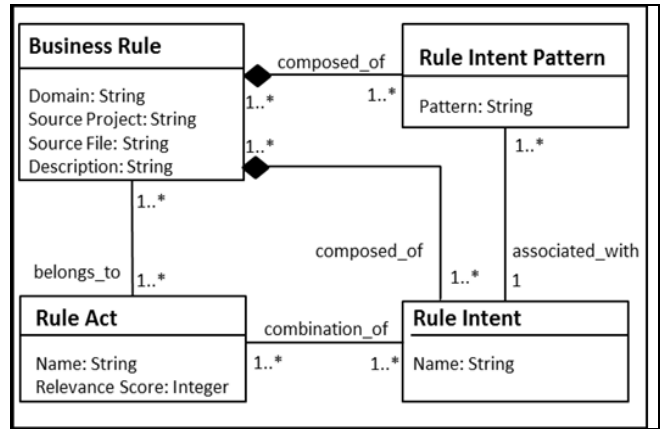 Business Rule
Domain: String
Source Project: String
Source File: String
Description: String
composed_of
1..*
1..*
Rule Intent Pattern
Pattern: String
1..*
1..*
1..*
belongs_to
1..*
composed_of
1..*
associated_with
1
Rule Act
Name: String
Relevance Score: Integer
combination_of
1..*
1..*
Rule Intent
Name: String